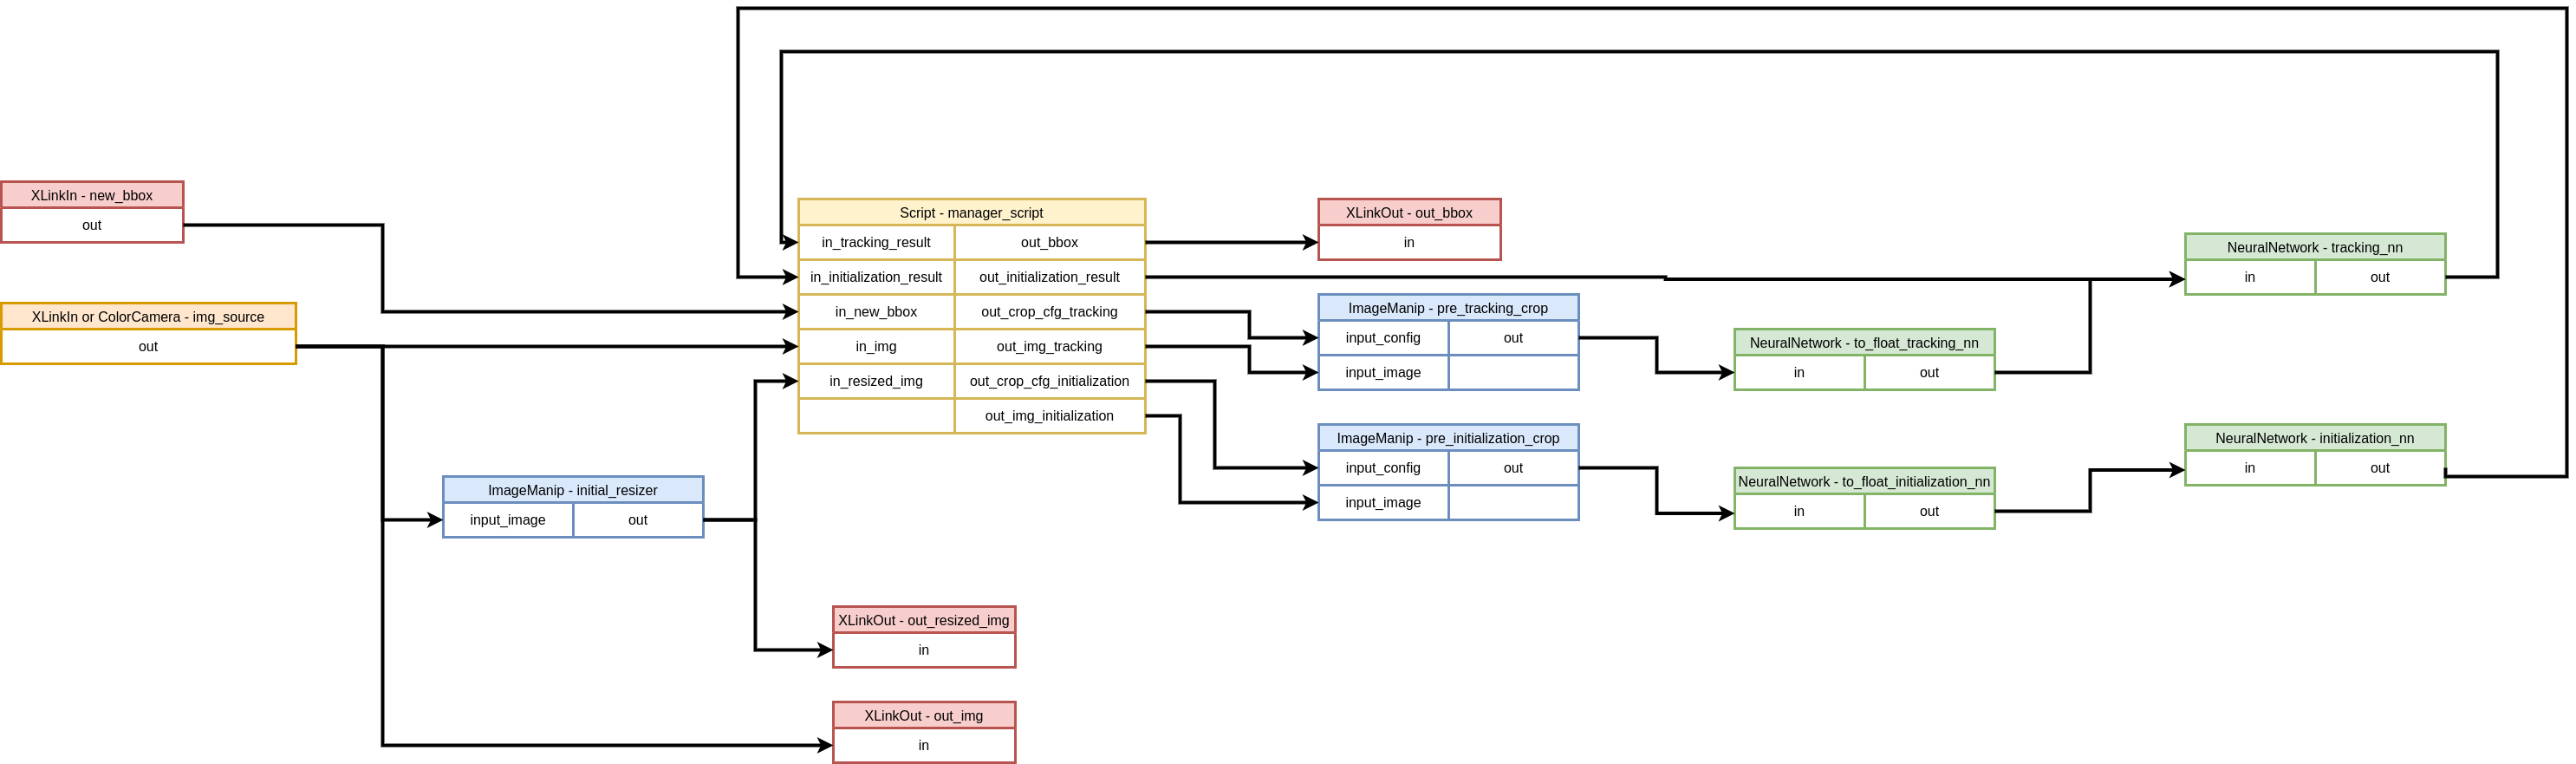 XLinkIn - new_bbox
out
XLinkIn or ColorCamera - img_source
out
ImageManip - initial_resizer
input_image out
Script - manager_script
in_tracking_result out_bbox
in_initialization_result out_initialization_result
in_new_bbox out_crop_cfg_tracking
in_img out_img_tracking
in_resized_img out_crop_cfg_initialization
out_img_initialization
XLinkOut - out_resized_img
in
XLinkOut - out_img
in
XLinkOut - out_bbox
in
ImageManip - pre_tracking_crop
input_config out
input_image
ImageManip - pre_initialization_crop
input_config out
input_image
NeuralNetwork - to_float_tracking_nn
in out
NeuralNetwork - to_float_initialization_nn
in out
NeuralNetwork - tracking_nn
in out
NeuralNetwork - initialization_nn
in out